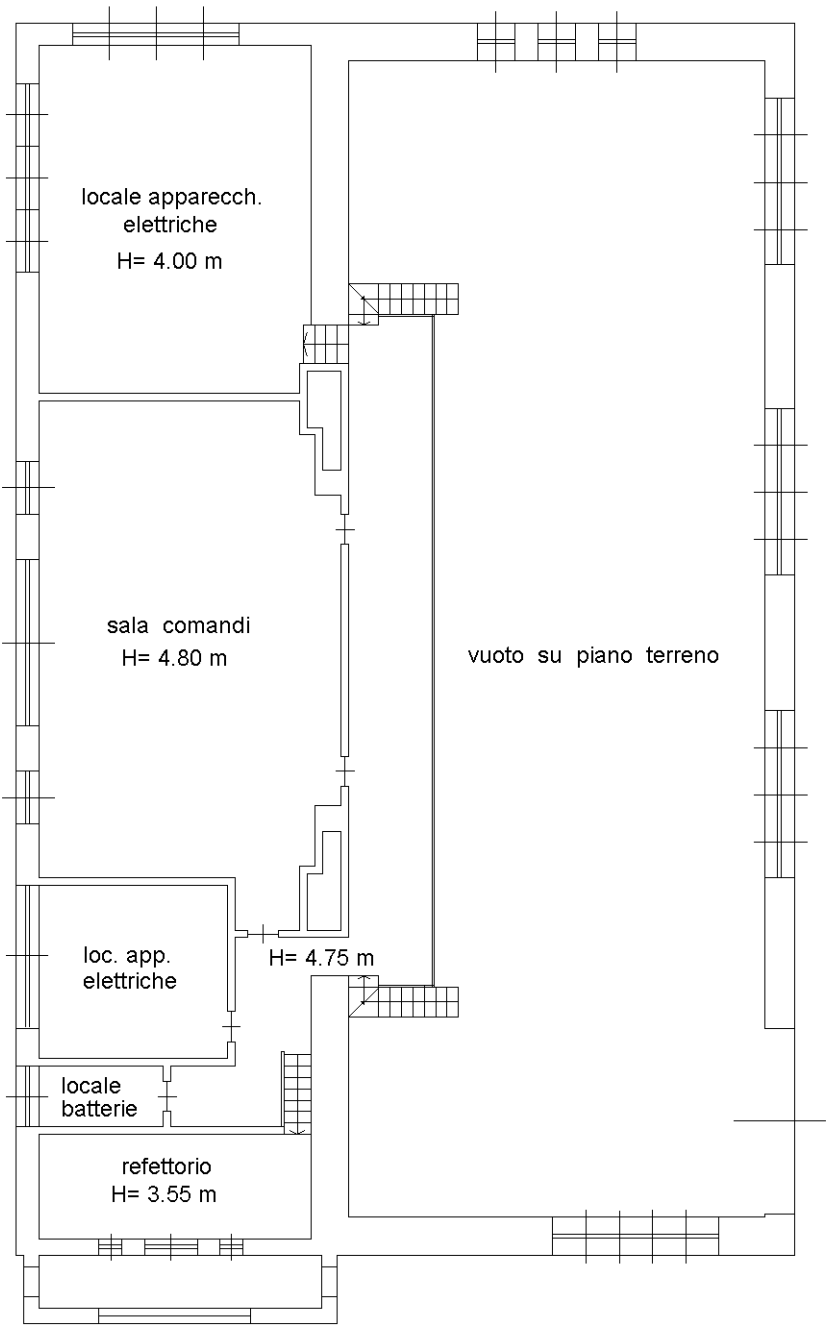 locale apparecch.
elettriche
H= 4.00 m
sala comandi
H= 4.80 m
vuoto su piano terreno
loc. app.
elettriche
H= 4.75 m
locale
batterie
refettorio
H= 3.55 m